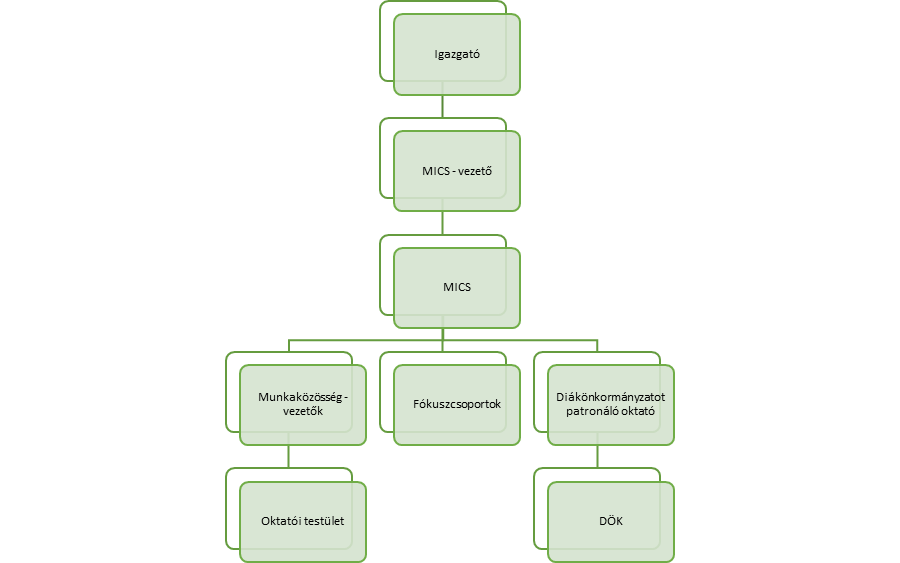 Igazgató
MICS - vezető
MICS
Munkaközösség -
vezetők
Fókuszcsoportok
Diákönkormányzatot
patronáló oktató
Oktatói testület
DÖK